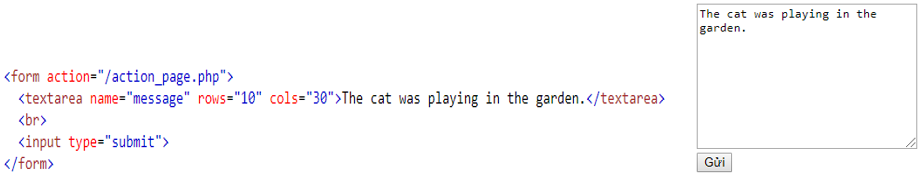 <form action="/action_page.php">
  <textarea name="message" rows="10" cols="30">The cat was playing in the garden.</textarea>
  <br>
  <input type="submit">
</form>
The cat was playing in the
garden.
Gửi